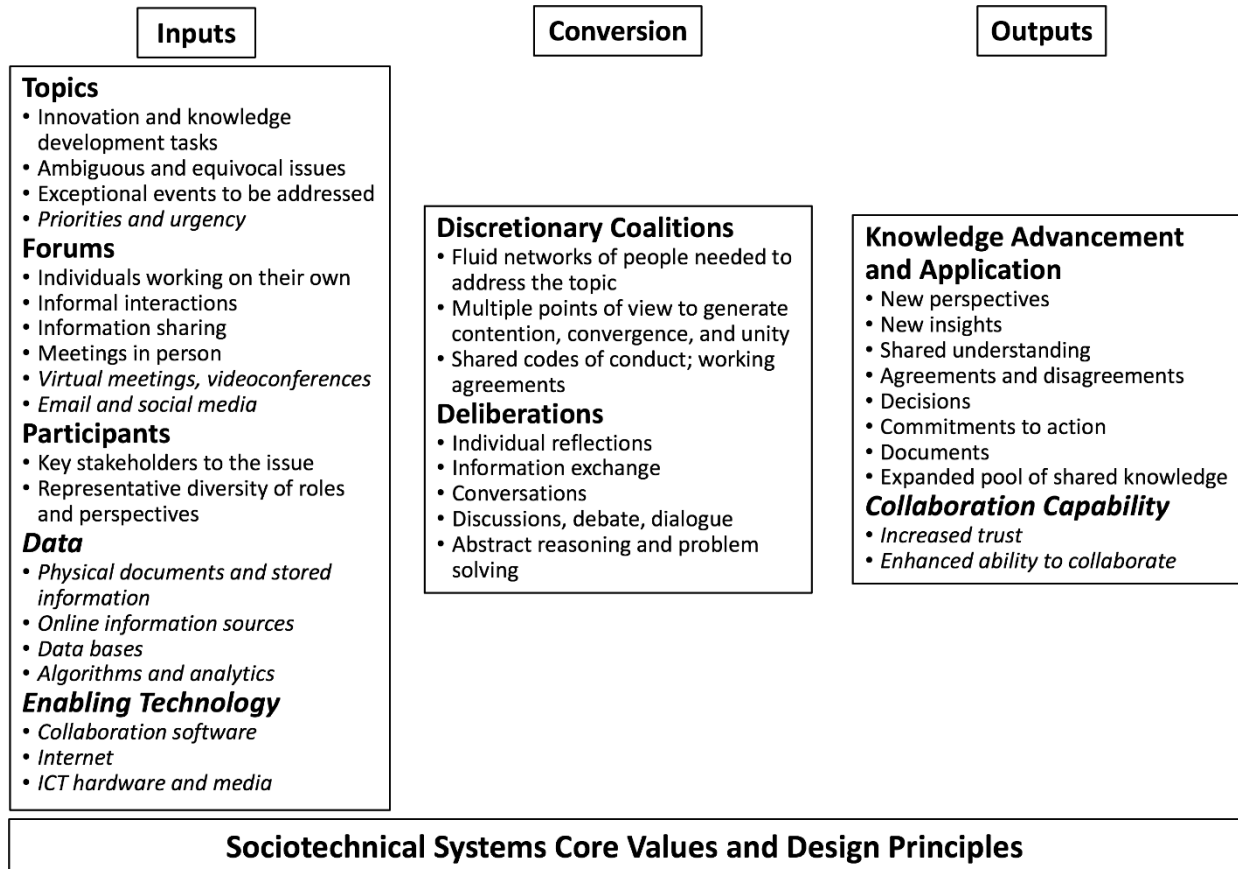 Inputs
Conversion
Outputs
Topics
• Innovation and knowledge
development tasks
• Ambiguous and equivocal issues
• Exceptional events to be addressed
• Priorities and urgency
Forums
• Individuals working on their own
• Informal interactions
• Information sharing
• Meetings in person
• Virtual meetings, videoconferences
• Email and social media
Participants
• Key stakeholders to the issue
• Representative diversity of roles
and perspectives
Data
• Physical documents and stored
information
• Online information sources
• Data bases
• Algorithms and analytics
Enabling Technology
• Collaboration software
• Internet
• ICT hardware and media
Discretionary Coalitions
• Fluid networks of people needed to
address the topic
• Multiple points of view to generate
contention, convergence, and unity
• Shared codes of conduct; working
agreements
Deliberations
• Individual reflections
• Information exchange
• Conversations
• Discussions, debate, dialogue
• Abstract reasoning and problem
solving
Knowledge Advancement
and Application
• New perspectives
• New insights
• Shared understanding
• Agreements and disagreements
• Decisions
• Commitments to action
• Documents
• Expanded pool of shared knowledge
Collaboration Capability
• Increased trust
• Enhanced ability to collaborate
Sociotechnical Systems Core Values and Design Principles